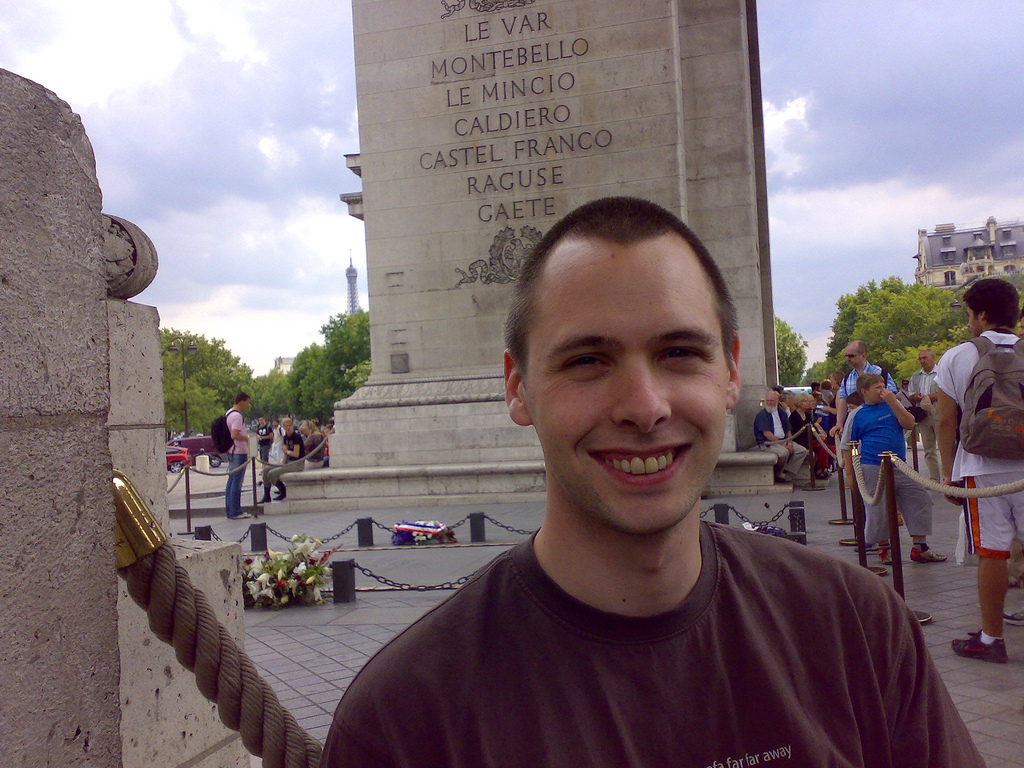 LE VAR
MONTEBELLO
LE MINCIO
CALDIERO
CASTEL FRANCO
RAGUSE
GAETE
far far away